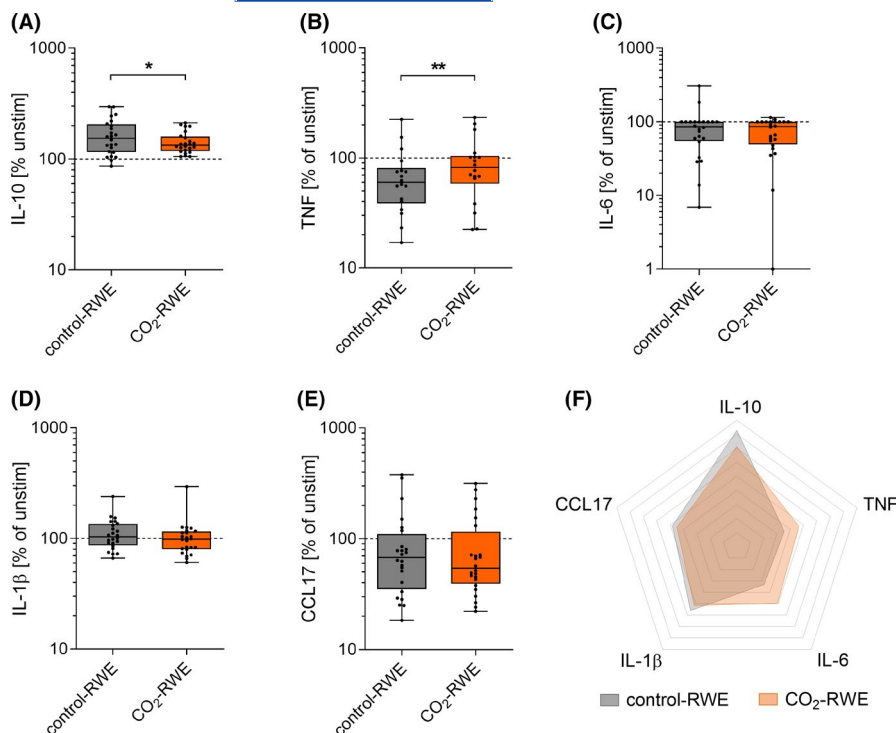 (A)
IL-10 [% unstim]
1000
100
10
*
control-RWE
CO₂-RWE
(B)
TNF [% of unstim]
1000
100
10
**
control-RWE
CO₂-RWE
(C)
IL-6 [% of unstim]
1000
100
10
1
control-RWE
CO₂-RWE
(D)
IL-1β [% of unstim]
1000
100
10
control-RWE
CO₂-RWE
(E)
CCL17 [% of unstim]
1000
100
10
control-RWE
CO₂-RWE
(F)
IL-10
CCL17
TNF
IL-1β
IL-6
control-RWE
CO₂-RWE